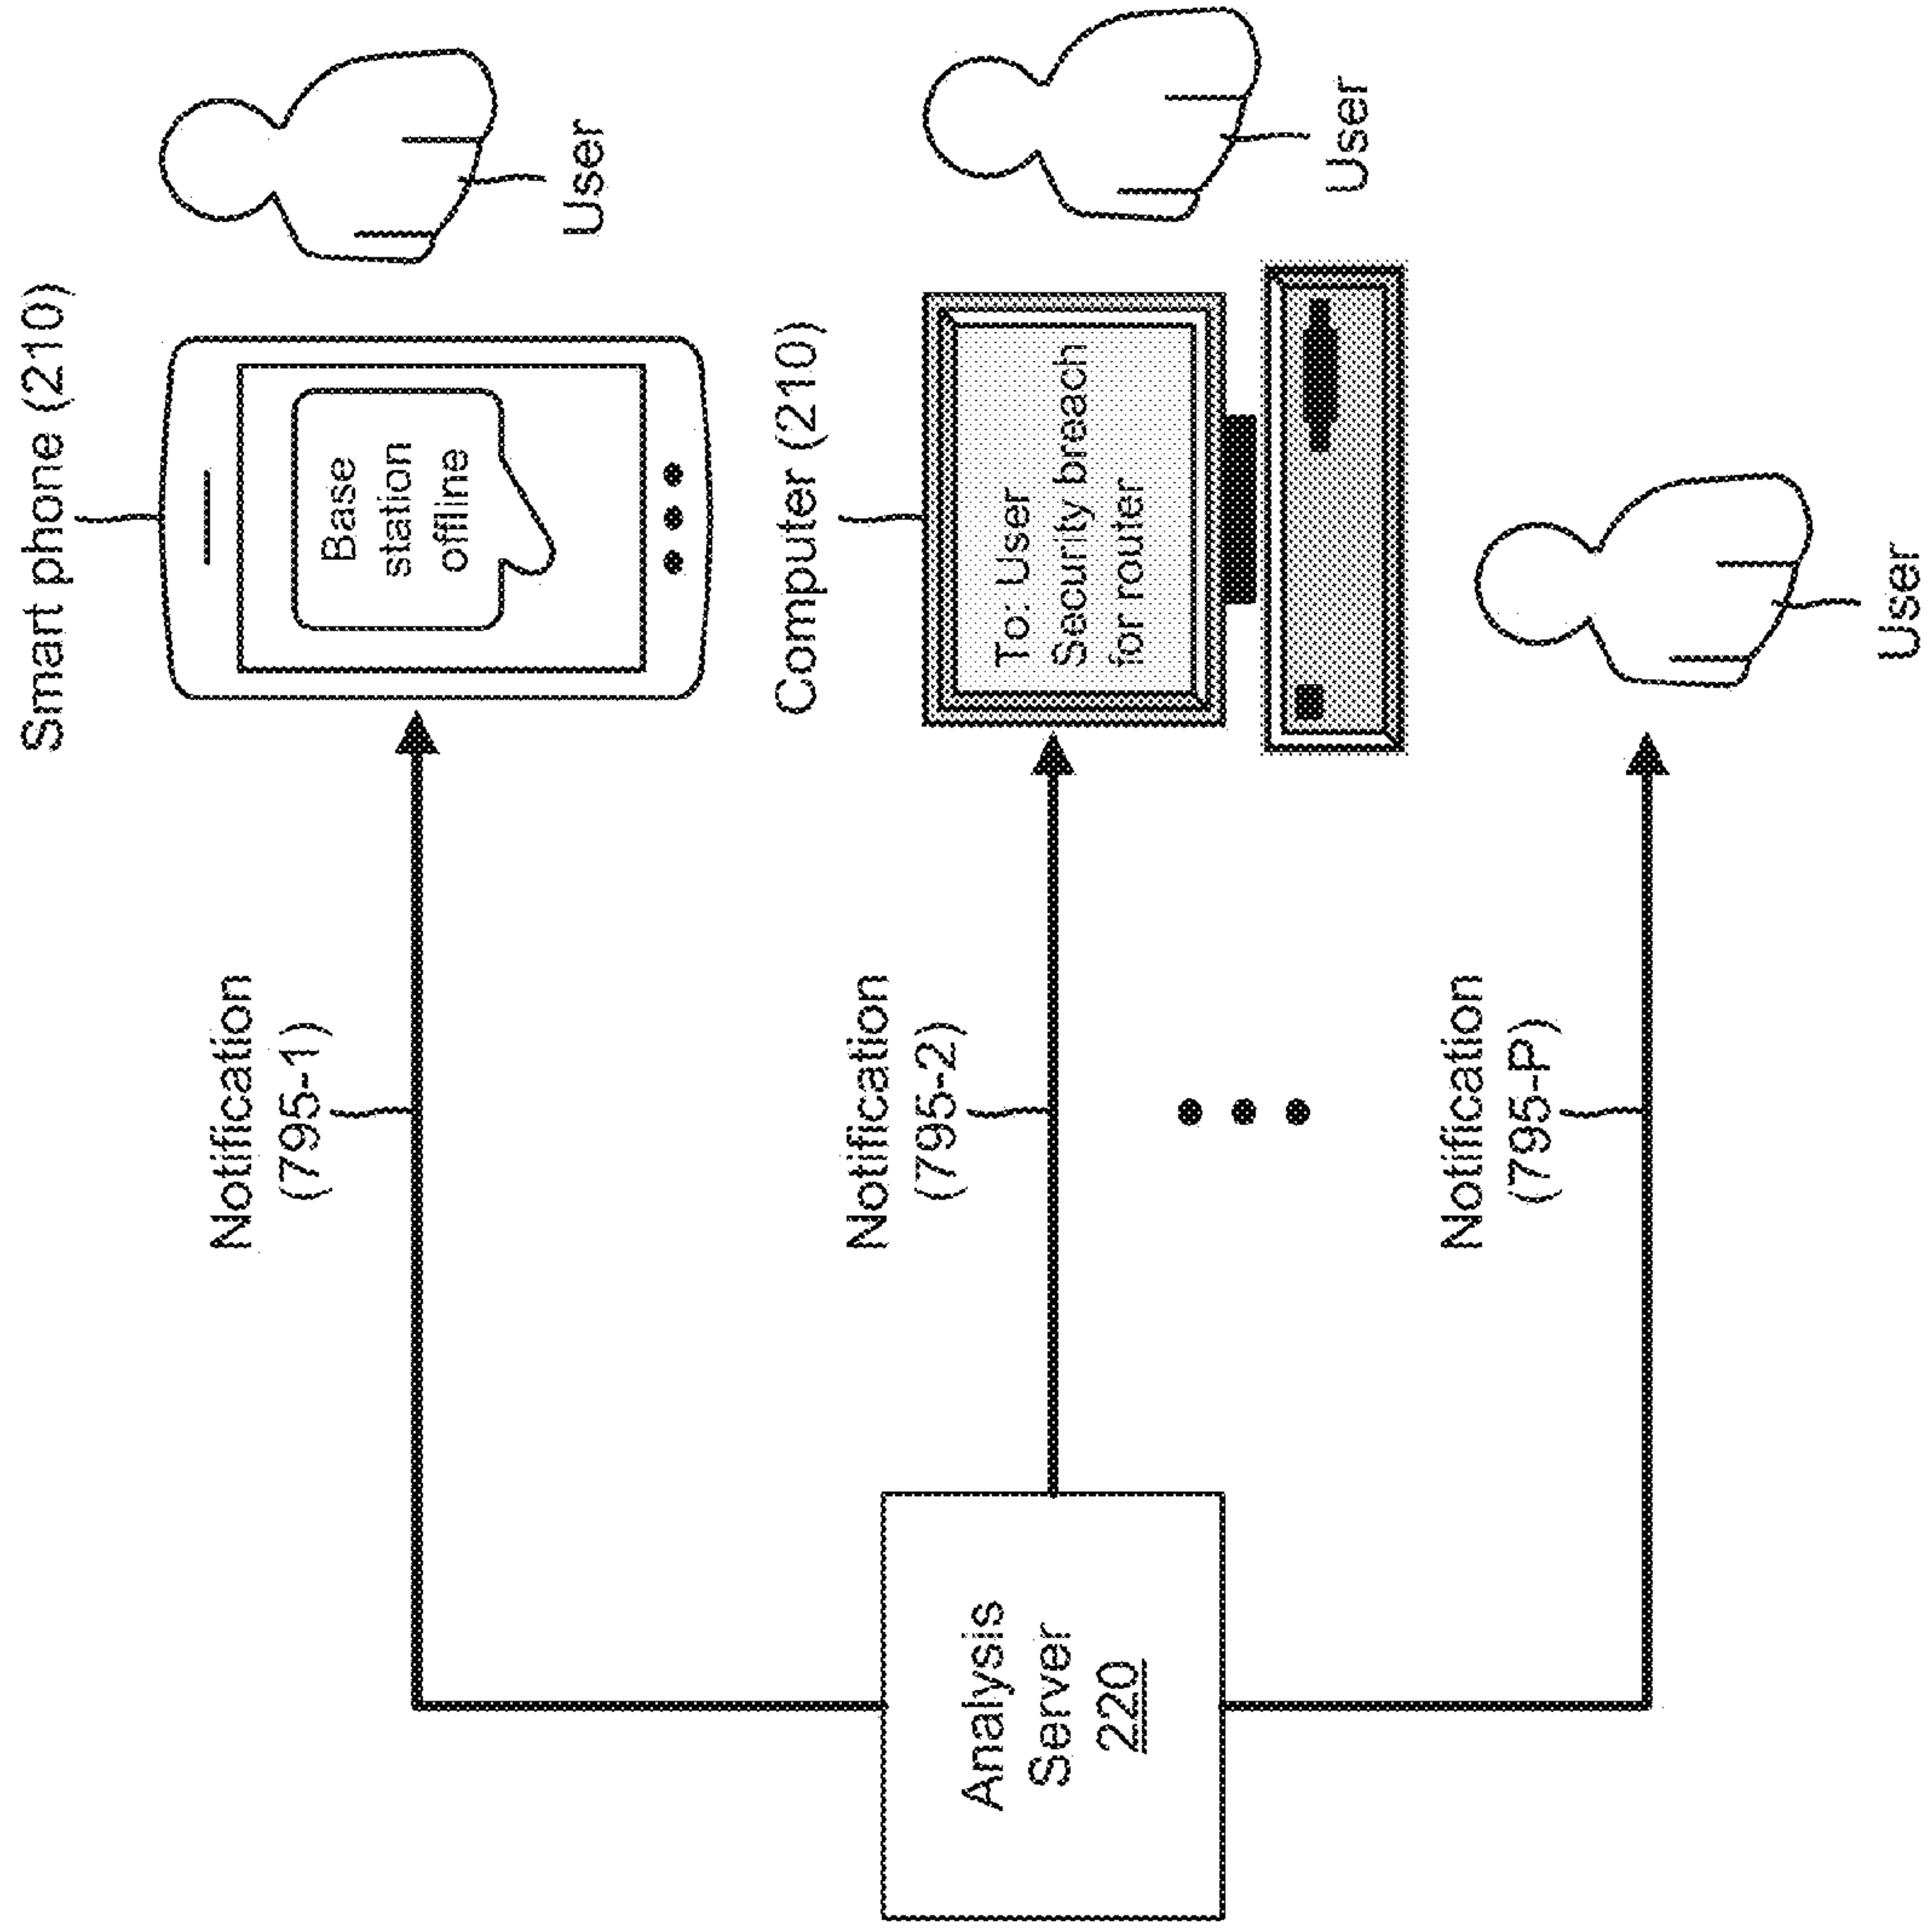 Smart phone (210)
Notification
(795-1)
Base
station
offline
User
Computer (210)
Notification
(795-2)
To: User
Security breach
for router
User
Analysis
Server
220
Notification
(795-P)
User